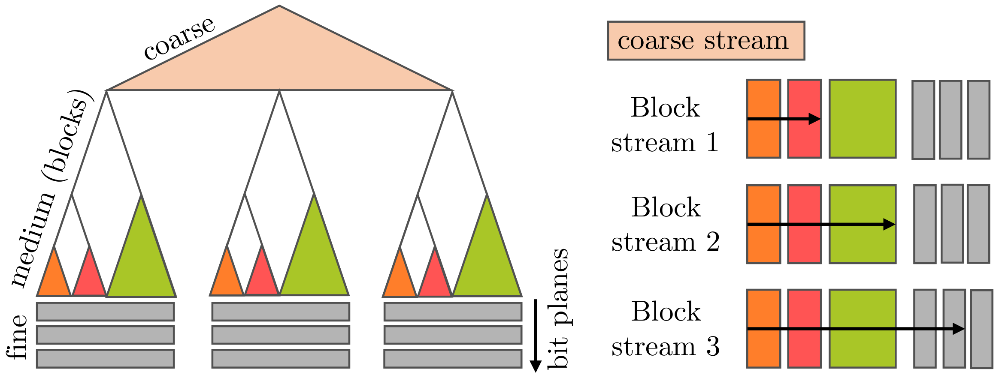 coarse
medium (blocks)
fine
bit planes
coarse stream
Block
stream 1
Block
stream 2
Block
stream 3